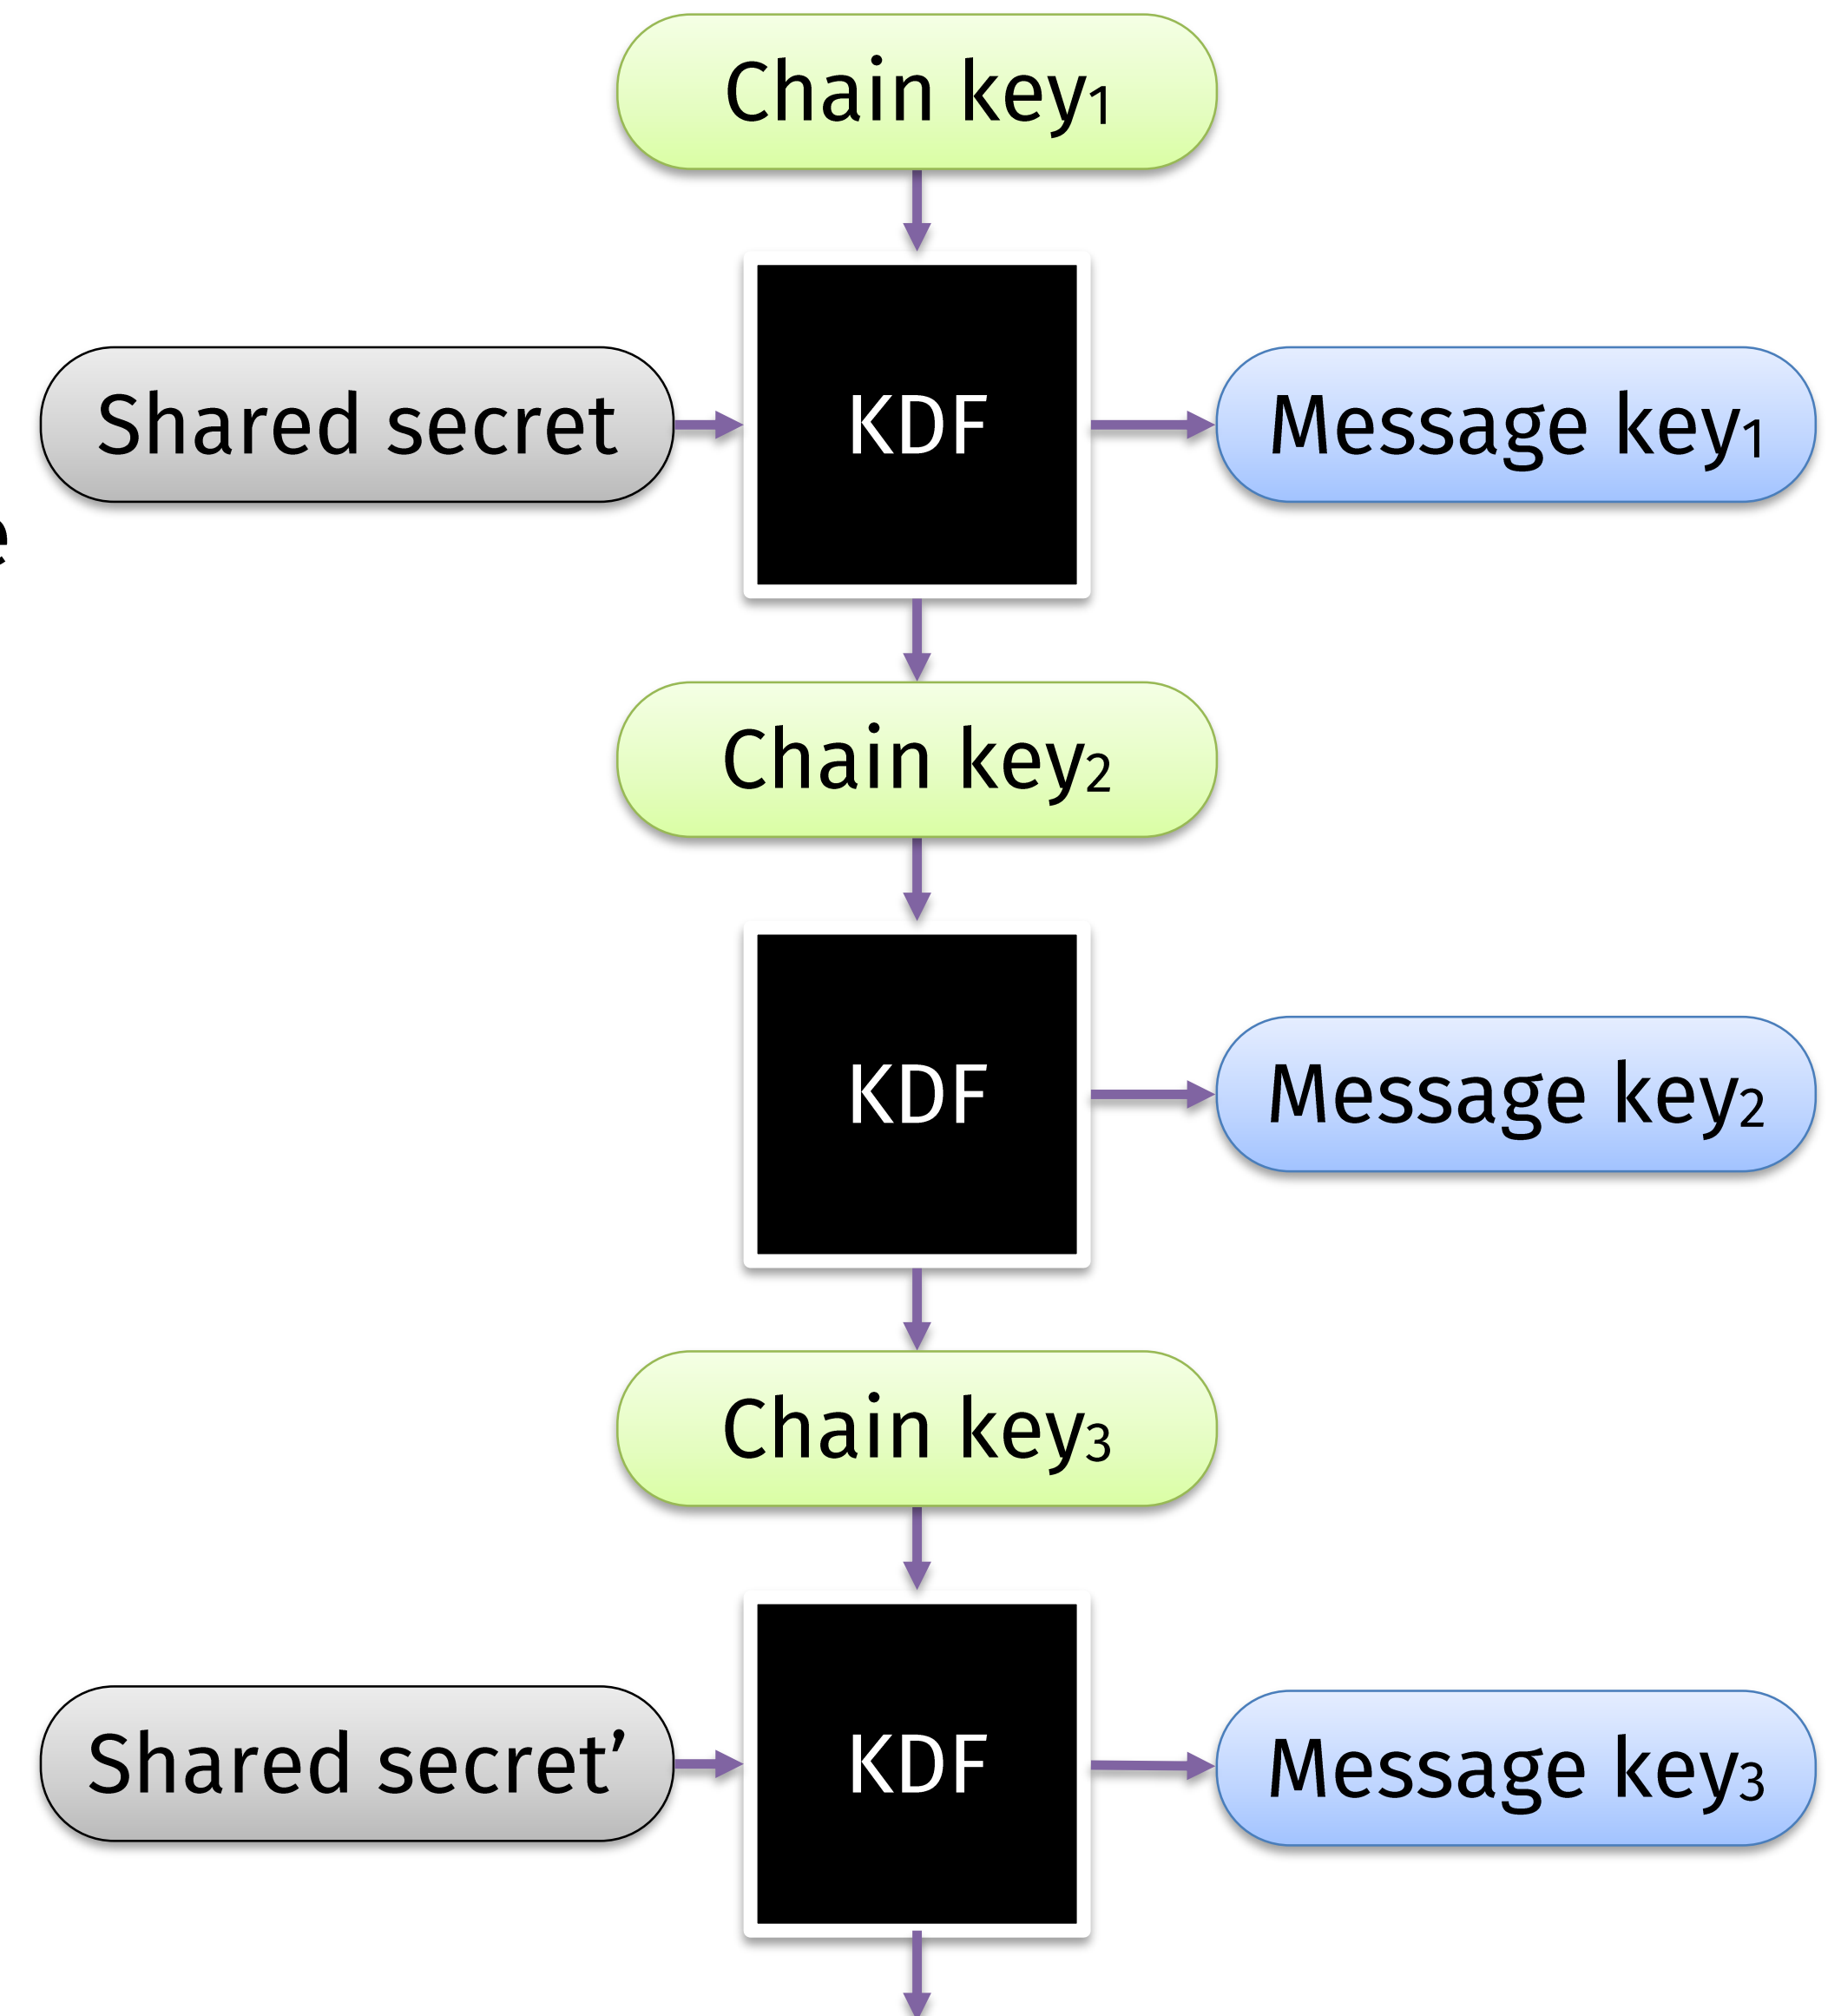 Chain key₁
Shared secret
KDF
Message key₁
e
Chain key₂
KDF
Message key₂
Chain key₃
Shared secret’
KDF
Message key₃